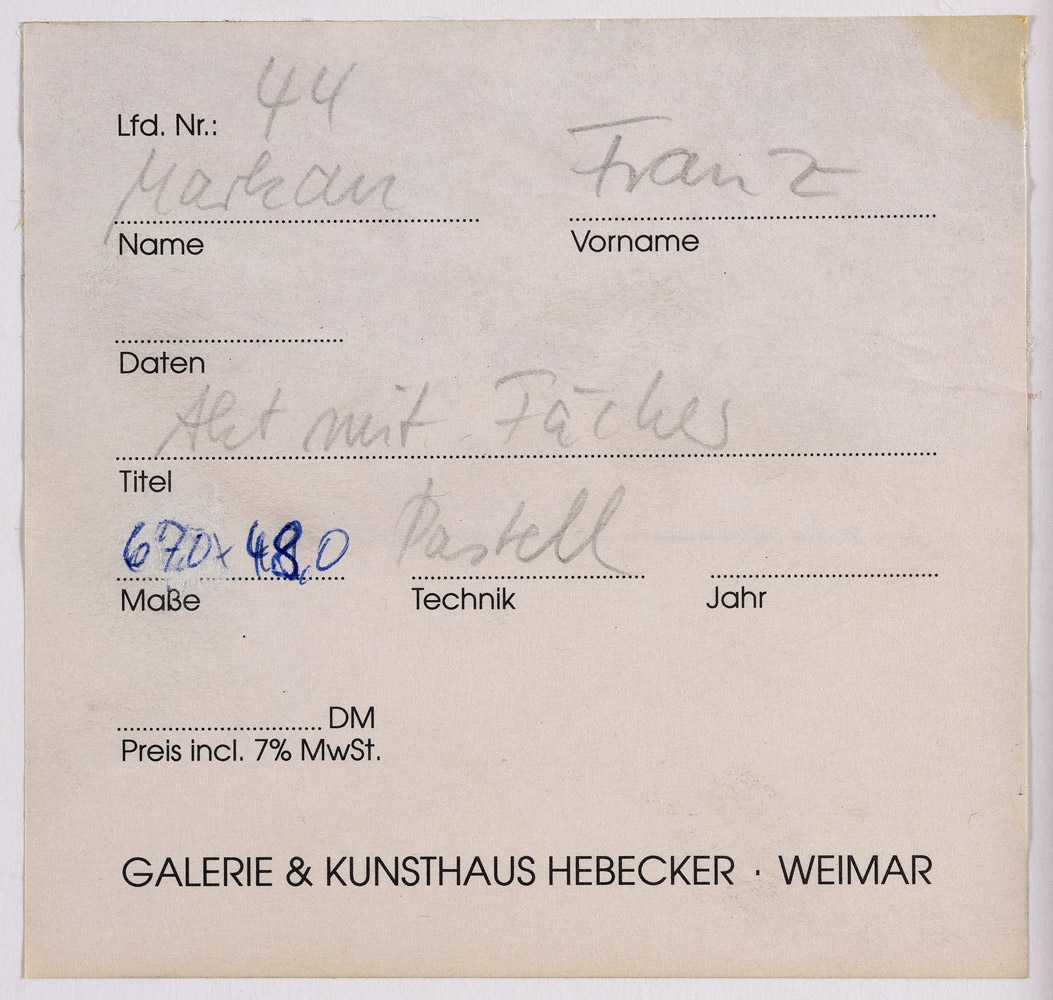 Lfd. Nr.: 44
Markau Franz
Name Vorname
Daten
Akt mit Fächer
Titel
67,0 x 48,0 Pastell
Maße Technik Jahr
DM
Preis incl. 7% MwSt.
GALERIE & KUNSTHAUS HEBECKER · WEIMAR